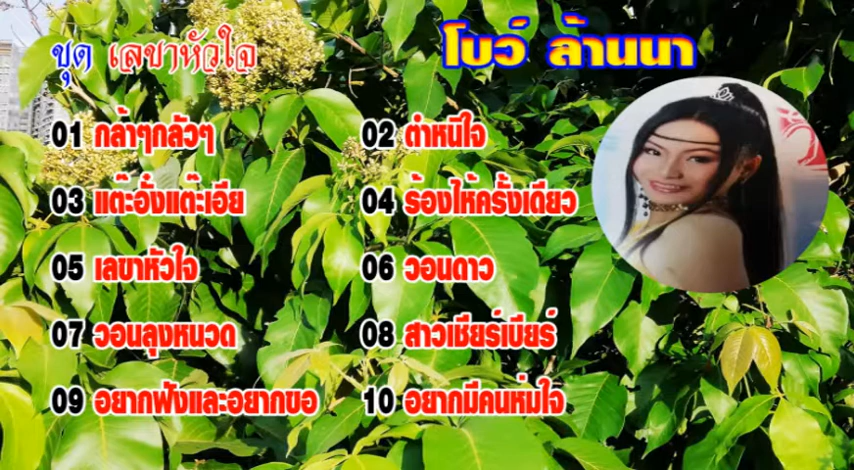 ชุด เลขาหัวใจ
โบว์ ล้านนา
01 กล้าๆกลัวๆ
02 ตำหนิใจ
03 แต๊ะอั๋งแต๊ะเอีย
04 ร้องไห้ครั้งเดียว
05 เลขาหัวใจ
06 วอนดาว
07 วอนลุงหนวด
08 สาวเชียร์เบียร์
09 อยากฟังและอยากขอ
10 อยากมีคนห่มใจ